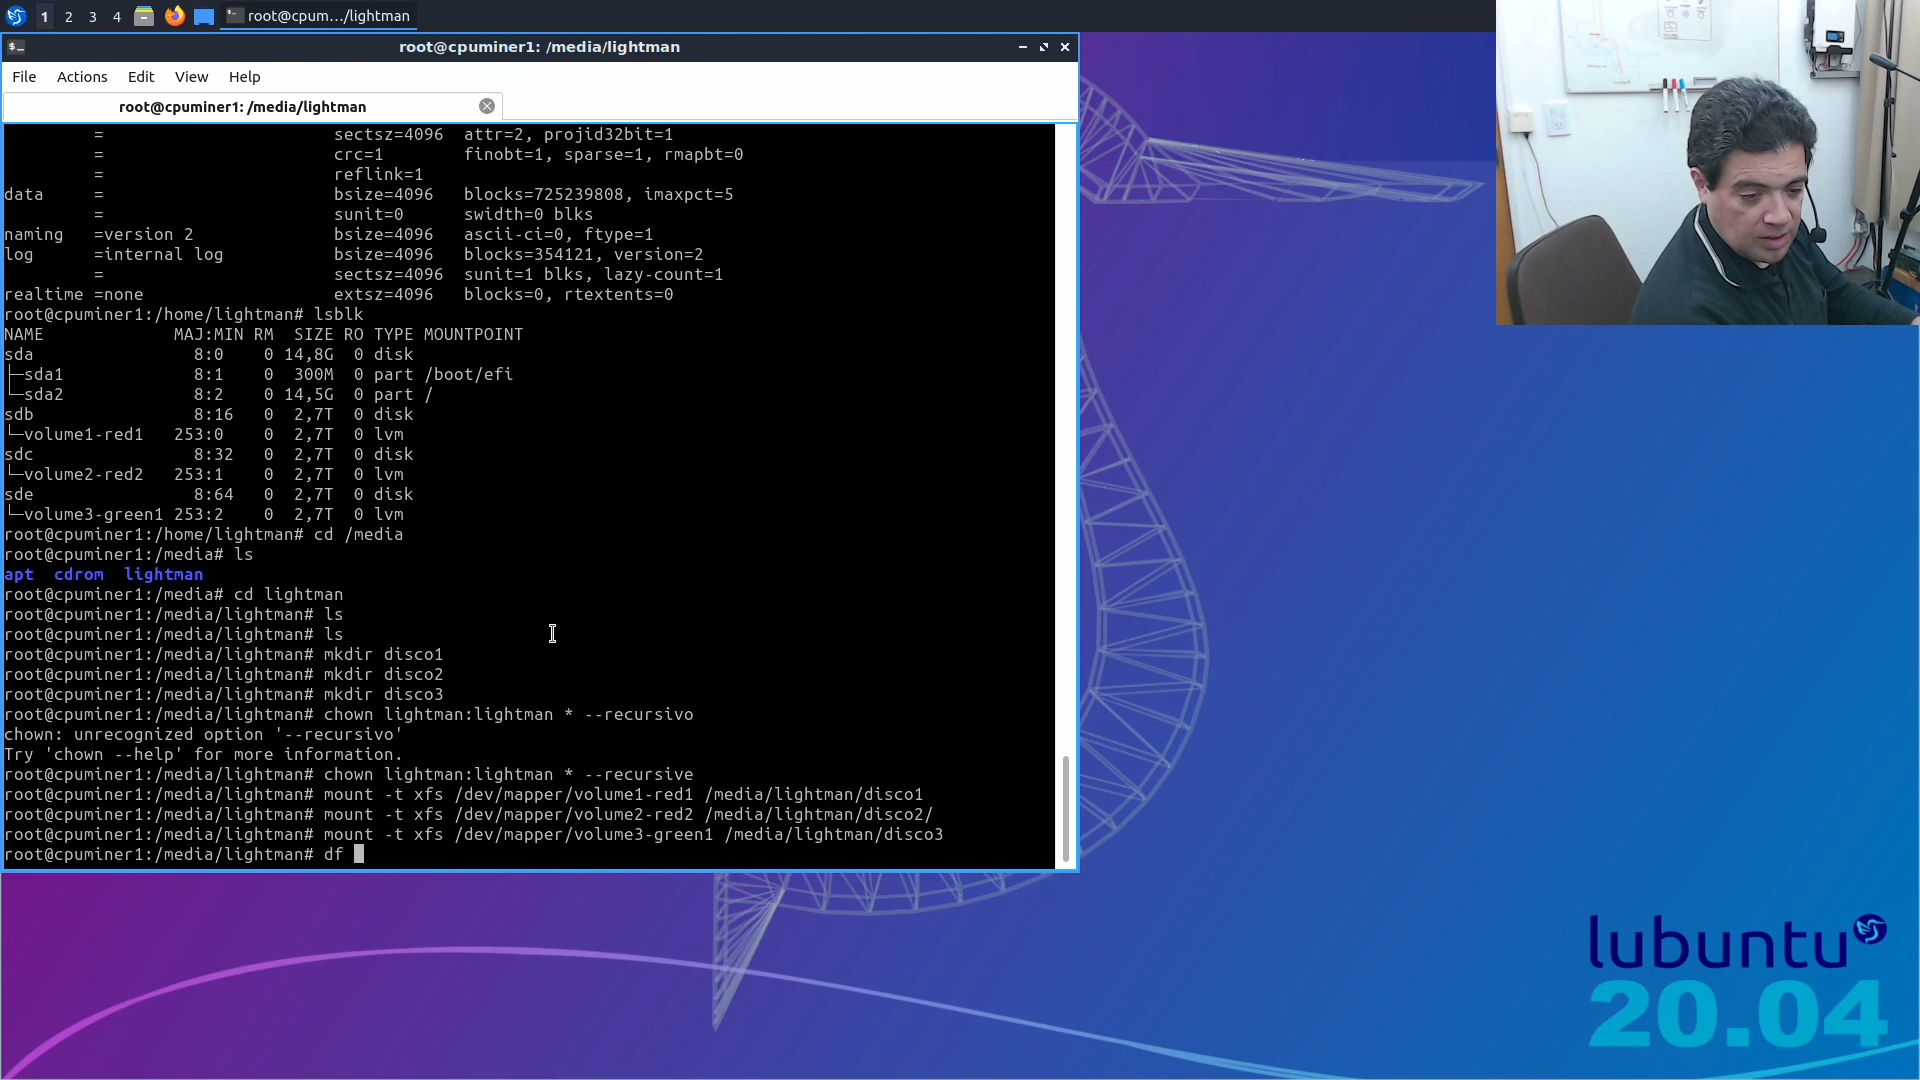 1 2 3 4 root@cpum…/lightman
root@cpuminer1: /media/lightman
File Actions Edit View Help
root@cpuminer1: /media/lightman
= sectsz=4096 attr=2, projid32bit=1
= crc=1 finobt=1, sparse=1, rmapbt=0
= reflink=1
data = bsize=4096 blocks=725239808, imaxpct=5
= sunit=0 swidth=0 blks
naming =version 2 bsize=4096 ascii-ci=0, ftype=1
log =internal log bsize=4096 blocks=354121, version=2
= sectsz=4096 sunit=1 blks, lazy-count=1
realtime =none extsz=4096 blocks=0, rtextents=0
root@cpuminer1:/home/lightman# lsblk
NAME MAJ:MIN RM SIZE RO TYPE MOUNTPOINT
sda 8:0 0 14,8G 0 disk
├─sda1 8:1 0 300M 0 part /boot/efi
└─sda2 8:2 0 14,5G 0 part /
sdb 8:16 0 2,7T 0 disk
└─volume1-red1 253:0 0 2,7T 0 lvm
sdc 8:32 0 2,7T 0 disk
└─volume2-red2 253:1 0 2,7T 0 lvm
sde 8:64 0 2,7T 0 disk
└─volume3-green1 253:2 0 2,7T 0 lvm
root@cpuminer1:/home/lightman# cd /media
root@cpuminer1:/media# ls
apt cdrom lightman
root@cpuminer1:/media# cd lightman
root@cpuminer1:/media/lightman# ls
root@cpuminer1:/media/lightman# ls
root@cpuminer1:/media/lightman# mkdir disco1
root@cpuminer1:/media/lightman# mkdir disco2
root@cpuminer1:/media/lightman# mkdir disco3
root@cpuminer1:/media/lightman# chown lightman:lightman * --recursivo
chown: unrecognized option '--recursivo'
Try 'chown --help' for more information.
root@cpuminer1:/media/lightman# chown lightman:lightman * --recursive
root@cpuminer1:/media/lightman# mount -t xfs /dev/mapper/volume1-red1 /media/lightman/disco1
root@cpuminer1:/media/lightman# mount -t xfs /dev/mapper/volume2-red2 /media/lightman/disco2/
root@cpuminer1:/media/lightman# mount -t xfs /dev/mapper/volume3-green1 /media/lightman/disco3
root@cpuminer1:/media/lightman# df
lubuntu
20.04